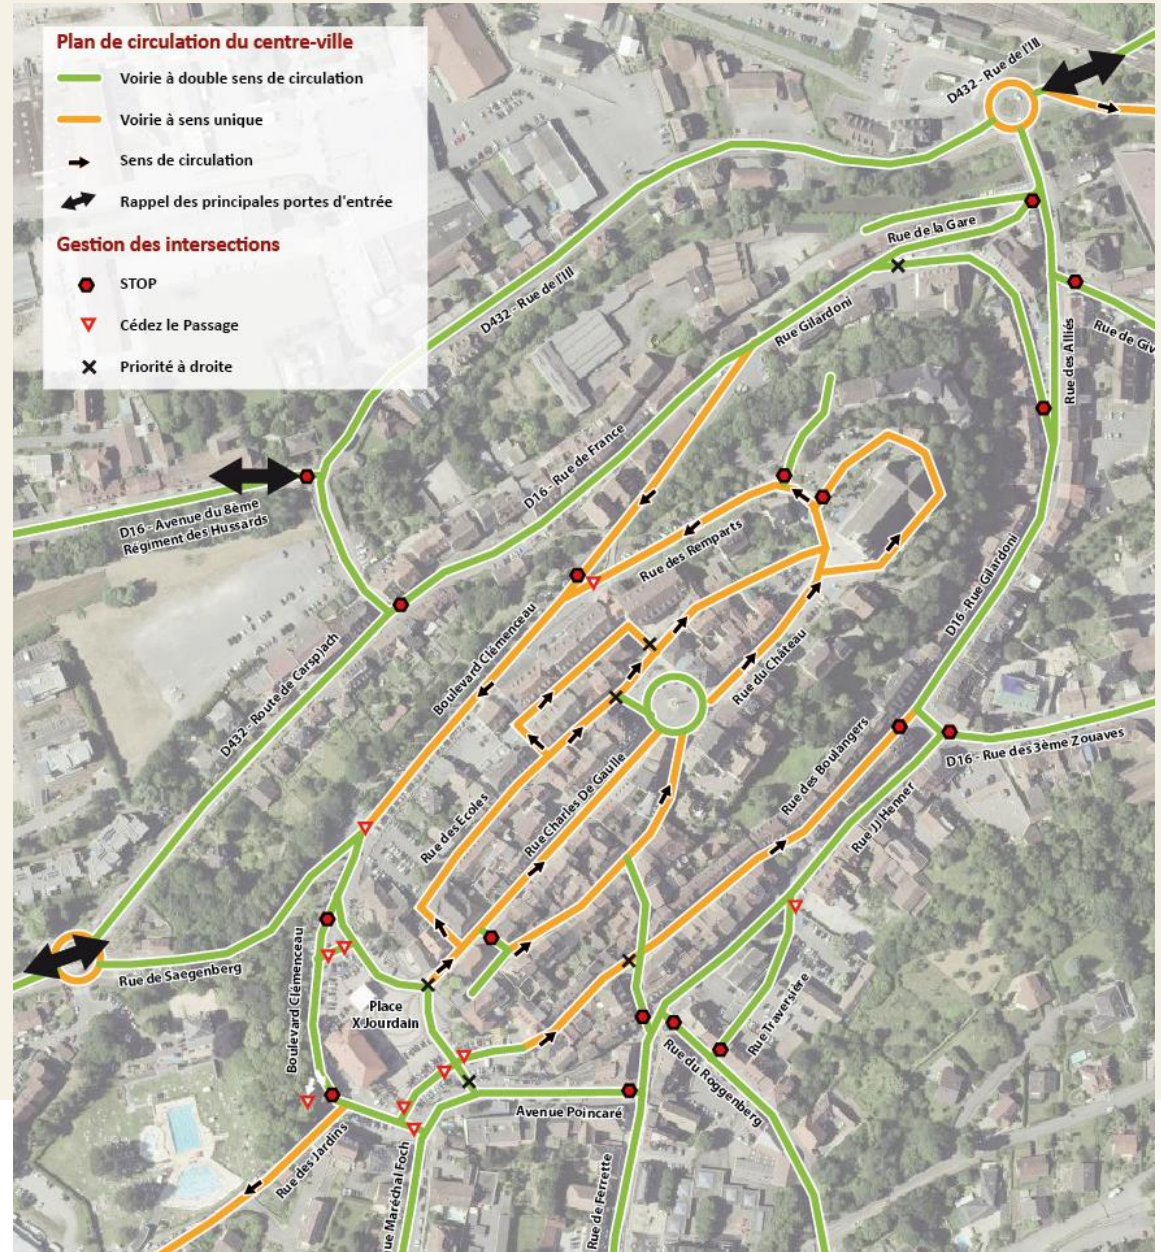 Plan de circulation du centre-ville
Voirie à double sens de circulation
Voirie à sens unique
Sens de circulation
Rappel des principales portes d'entrée
Gestion des intersections
STOP
Cédez le Passage
Priorité à droite
D432 - Rue de l'Ill
Rue de la Gare
D432 - Rue de l'Ill
Rue Gilardoni
Rue des Alliés
Rue de Giv
D16 - Rue de France
D16 - Avenue du 8ème
Régiment des Hussards
Rue des Remparts
D16 - Rue Gilardoni
Boulevard Clémenceau
D432 - Route de Carspach
Rue du Château
D16 - Rue des 3ème Zouaves
Rue des Boulangers
Rue JJ Henner
Rue des Ecoles
Rue Charles De Gaulle
Rue de Saegenberg
Boulevard Clémenceau
Place
X Jourdain
Rue Traversière
Rue du Roggenberg
Avenue Poincaré
Rue des Jardins
ue Maréchal Foch
Rue de Ferrette